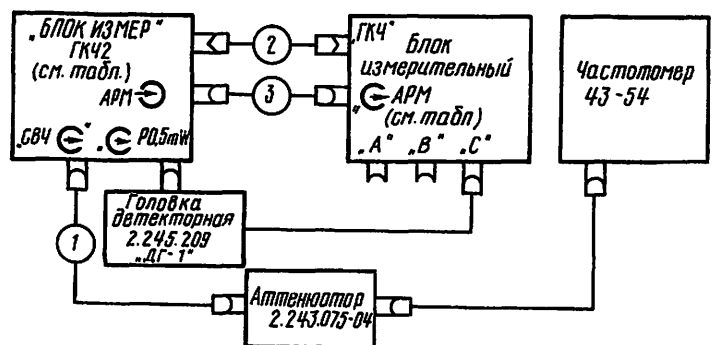 „БЛОК ИЗМЕР"
ГКЧ2
(см. табл.)
АРМ
„СВЧ " „ Р0,5mW
2
3
„ГКЧ"
Блок
измерительный
" АРМ
(см. табл)
„А" „В" „С"
Частотомер
43-54
1
Головка
детекторная
2.245.209
„ДГ-1"
Аттенюатор
2.243.075-04